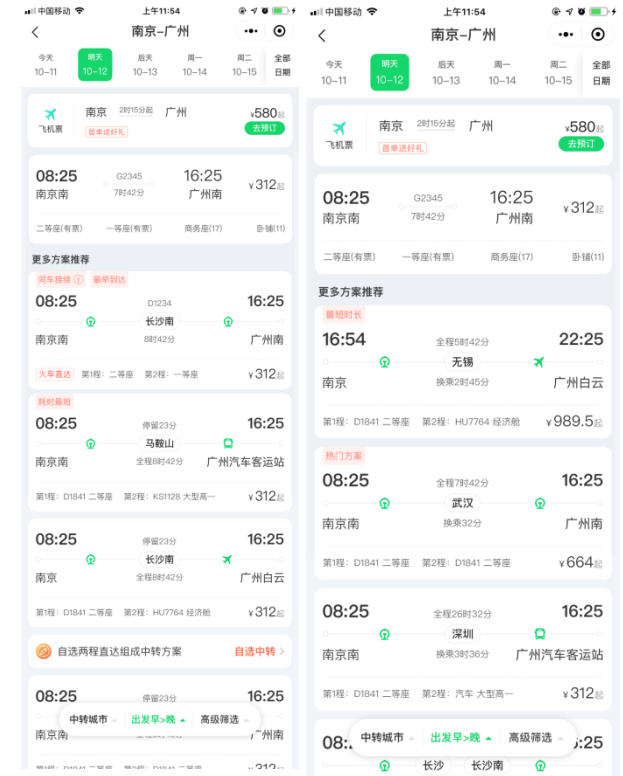 中国移动
上午11:54
南京–广州
今天
明天
后天
周一
周二
全部
10–11
10–12
10–13
10–14
10–15
日期
南京
2时15分起
广州
¥580起
飞机票
首单送好礼
去预订
08:25
G2345
16:25
¥312起
南京南
7时42分
广州南
二等座(有票)
一等座(有票)
商务座(17)
卧铺(11)
更多方案推荐
同车接续
最早到达
08:25
D1234
16:25
长沙南
南京南
8时42分
广州南
火车直达
第1程：二等座
第2程：一等座
¥312起
耗时最短
08:25
停留23分
16:25
马鞍山
南京南
全程8时42分
广州汽车客运站
第1程：D1841 二等座
第2程：KS1128 大型高一
¥312起
08:25
停留23分
16:25
长沙南
南京
全程8时42分
广州白云
第1程：D1841 二等座
第2程：HU7764 经济舱
¥312起
自选两程直达组成中转方案
自选中转
08:25
停留23分
16:25
中转城市
出发早>晚
高级筛选
南京南
广州南
中国移动
上午11:54
南京–广州
今天
明天
后天
周一
周二
全部
10–11
10–12
10–13
10–14
10–15
日期
南京
2时15分起
广州
¥580起
飞机票
首单送好礼
去预订
08:25
G2345
16:25
¥312起
南京南
7时42分
广州南
二等座(有票)
一等座(有票)
商务座(17)
卧铺(11)
更多方案推荐
最短时长
16:54
全程5时42分
22:25
无锡
南京
换乘2时45分
广州白云
第1程：D1841 二等座
第2程：HU7764 经济舱
¥989.5起
热门方案
08:25
全程7时42分
16:25
武汉
南京南
换乘32分
广州南
第1程：D1841 二等座
第2程：D1841 二等座
¥664起
08:25
全程26时32分
16:25
深圳
南京南
换乘3时36分
广州汽车客运站
第1程：D1841 二等座
第2程：汽车 大型高一
¥312起
08:
:25
中转城市
出发早>晚
高级筛选
长沙
长沙南